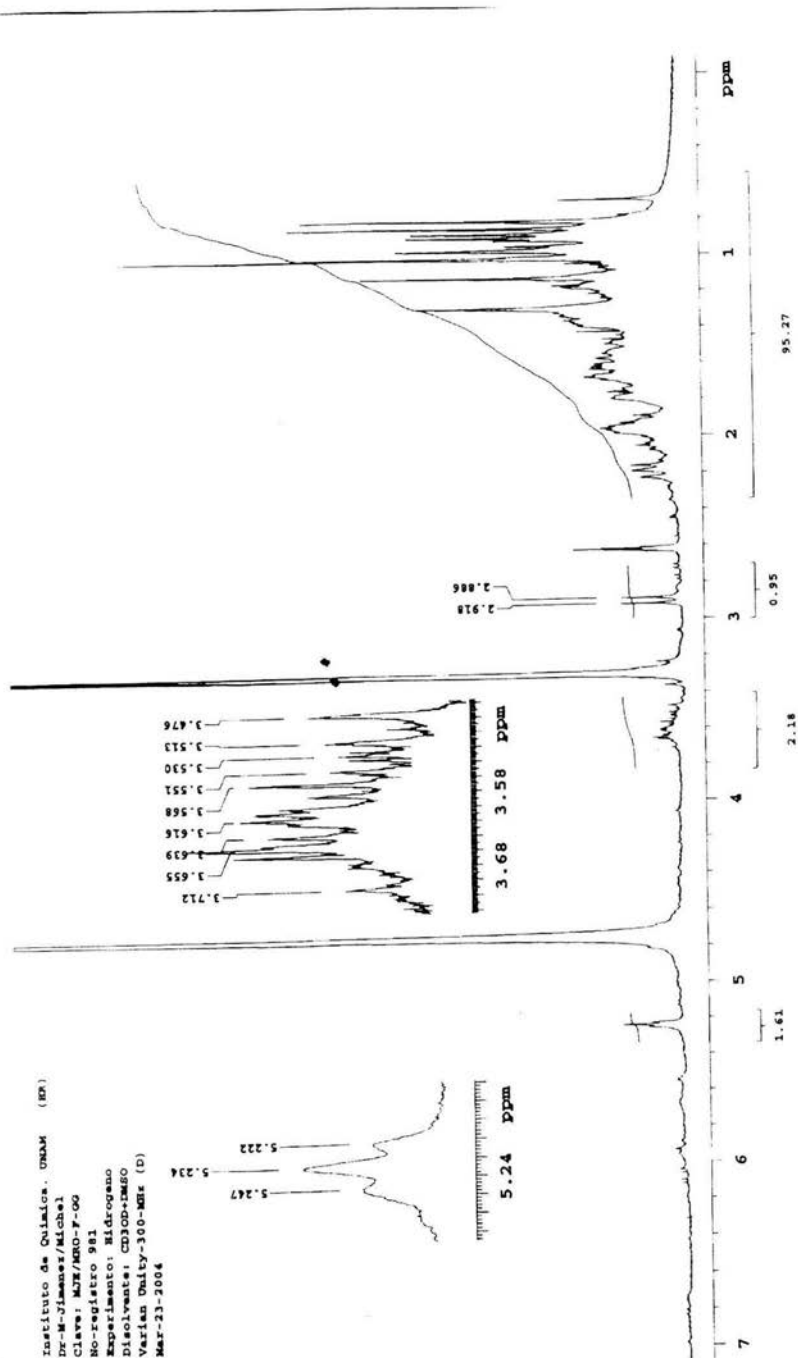 Instituto de Quimica. UNAM (HR)
Dr-M-Jimenez/Michel
Clave: MJE/MRO-F-GG
No-registro 981
Experimento: Hidrogeno
Disolvente: CD3OD+DMSO
Varian Unity-300-MHz (D)
Mar-23-2004
5.247
5.234
5.222
5.24 ppm
3.712
3.655
3.639
3.616
3.568
3.551
3.530
3.513
3.476
3.68 3.58 ppm
2.918
2.886
7 6 5 4 3 2 1 ppm
1.61
2.18
0.95
95.27